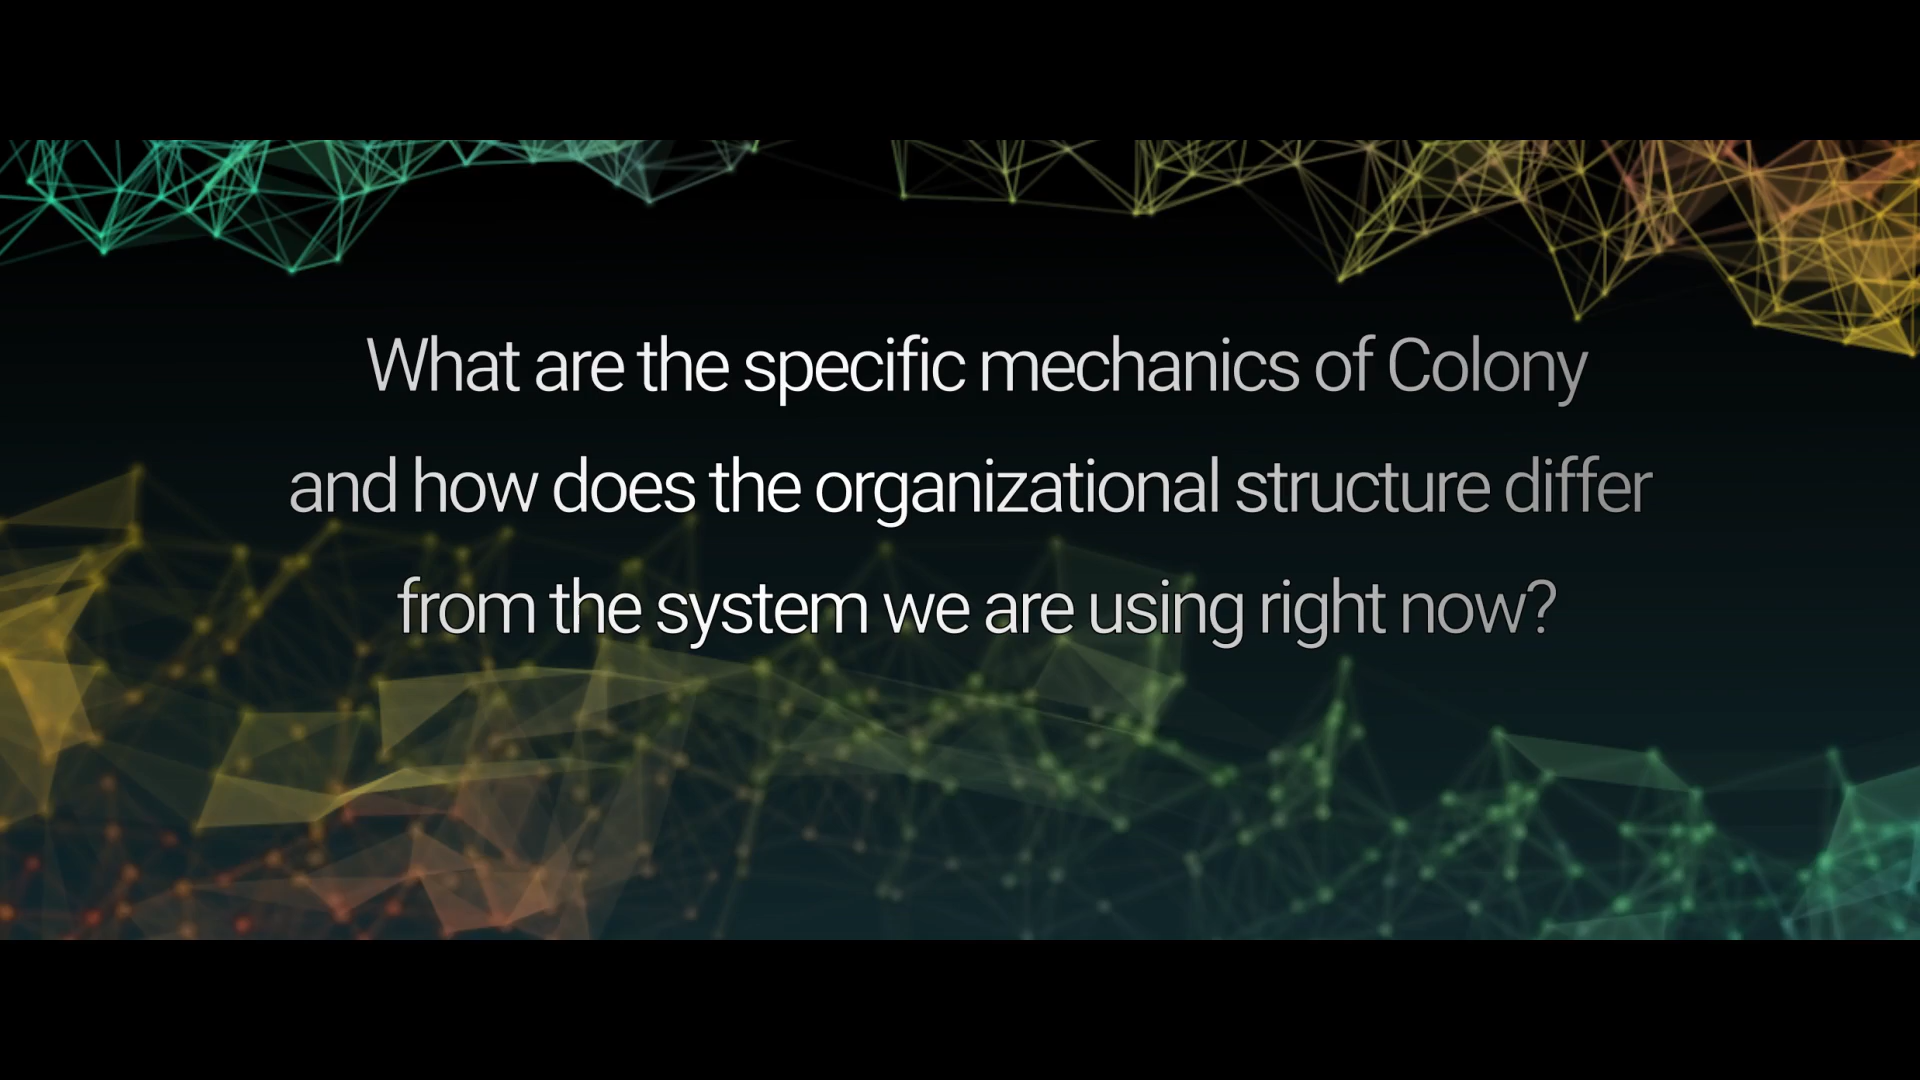 What are the specific mechanics of Colony
and how does the organizational structure differ
from the system we are using right now?